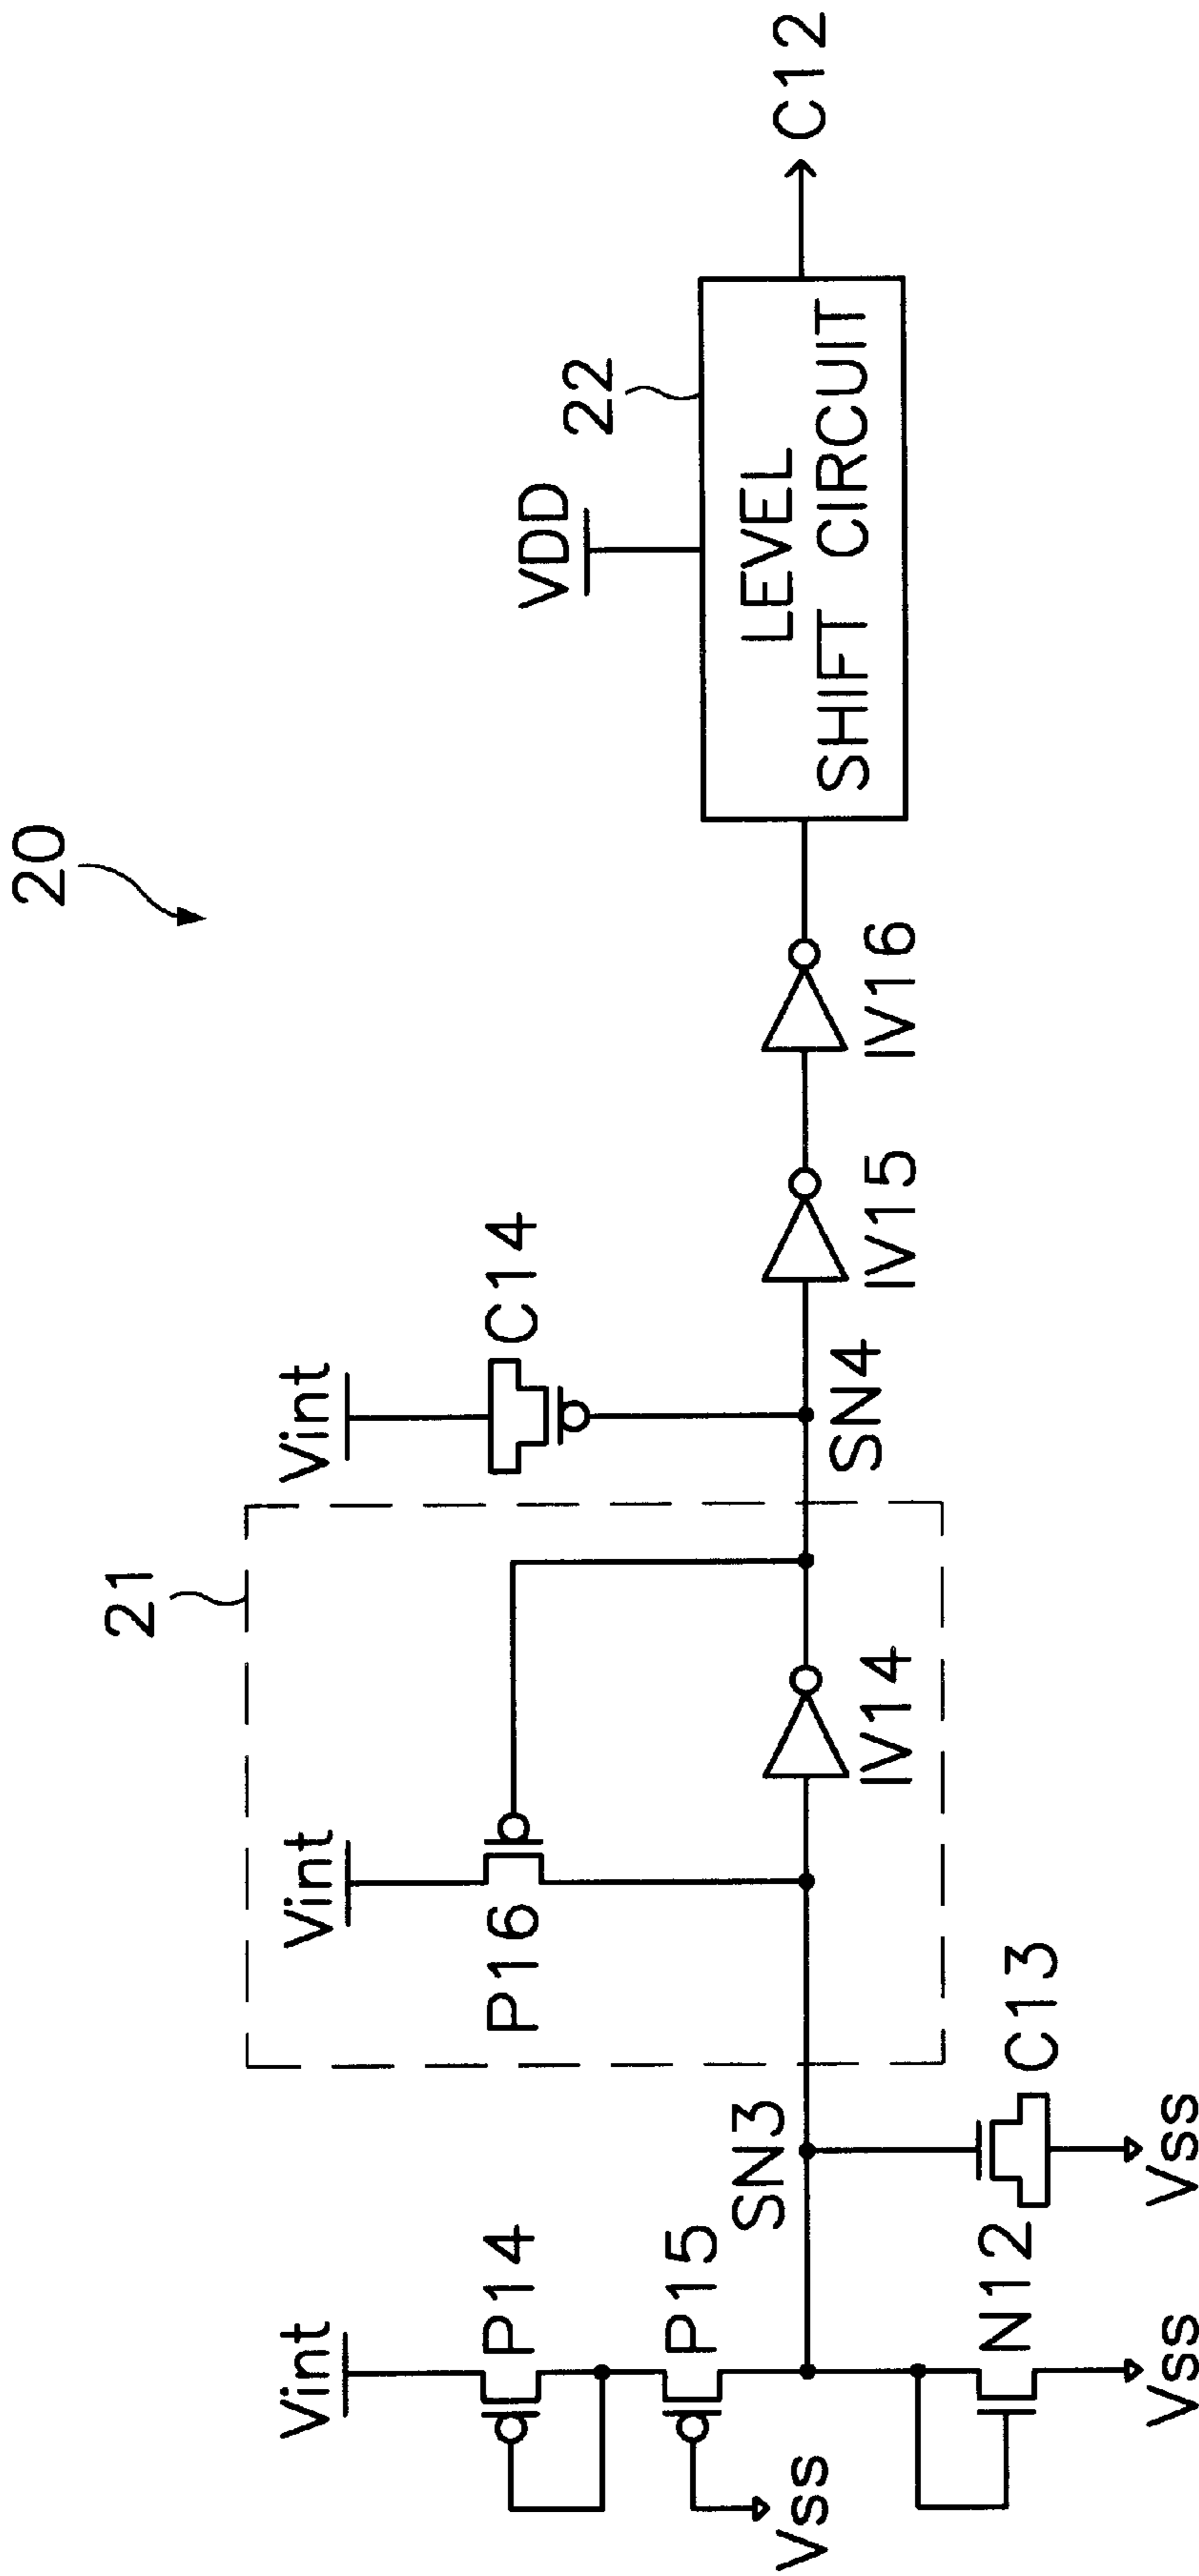 20
21
Vint
Vint
Vint
VDD
22
P14
P16
C14
P15
SN3
LEVEL
SHIFT CIRCUIT
C12
Vss
IV14
SN4
IV15
IV16
N12
C13
Vss
Vss